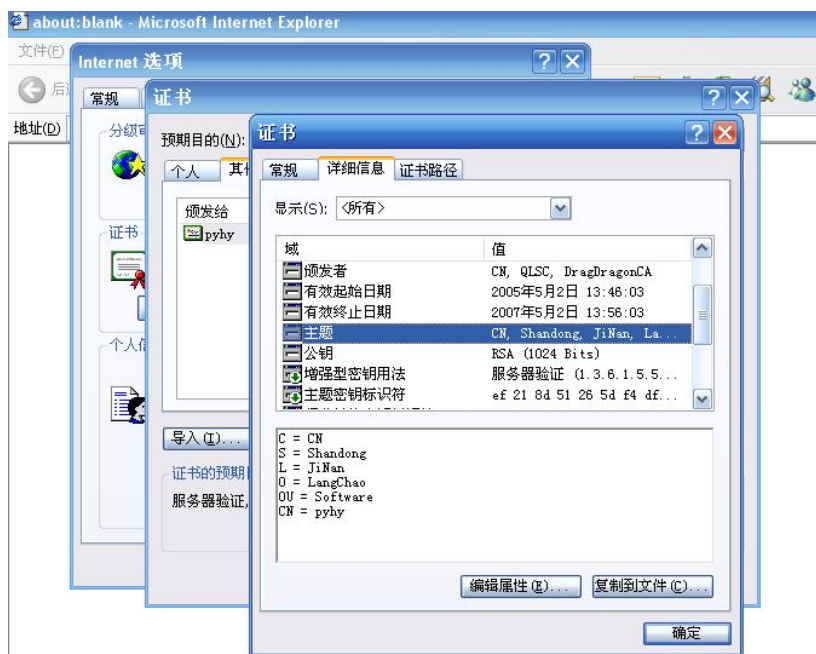 about:blank - Microsoft Internet Explorer
文件(F)
Internet 选项
后
常规
证书
地址(D)
预期目的(N):
证书
个人
常规
详细信息
证书路径
颁发给
显示(S): <所有>
证书
pyhy
域 值
颁发者 CN, QLSC, DragDragonCA
有效起始日期 2005年5月2日 13:46:03
有效终止日期 2007年5月2日 13:56:03
主题 CN, Shandong, JiNan, La...
公钥 RSA (1024 Bits)
增强型密钥用法 服务器验证 (1.3.6.1.5.5...
主题密钥标识符 ef 21 8d 51 26 5d f4 df...
个人信
导入(I)...
C = CN
S = Shandong
L = JiNan
O = LangChao
OU = Software
CN = pyhy
证书的预期
服务器验证,
编辑属性(E)...
复制到文件(C)...
确定